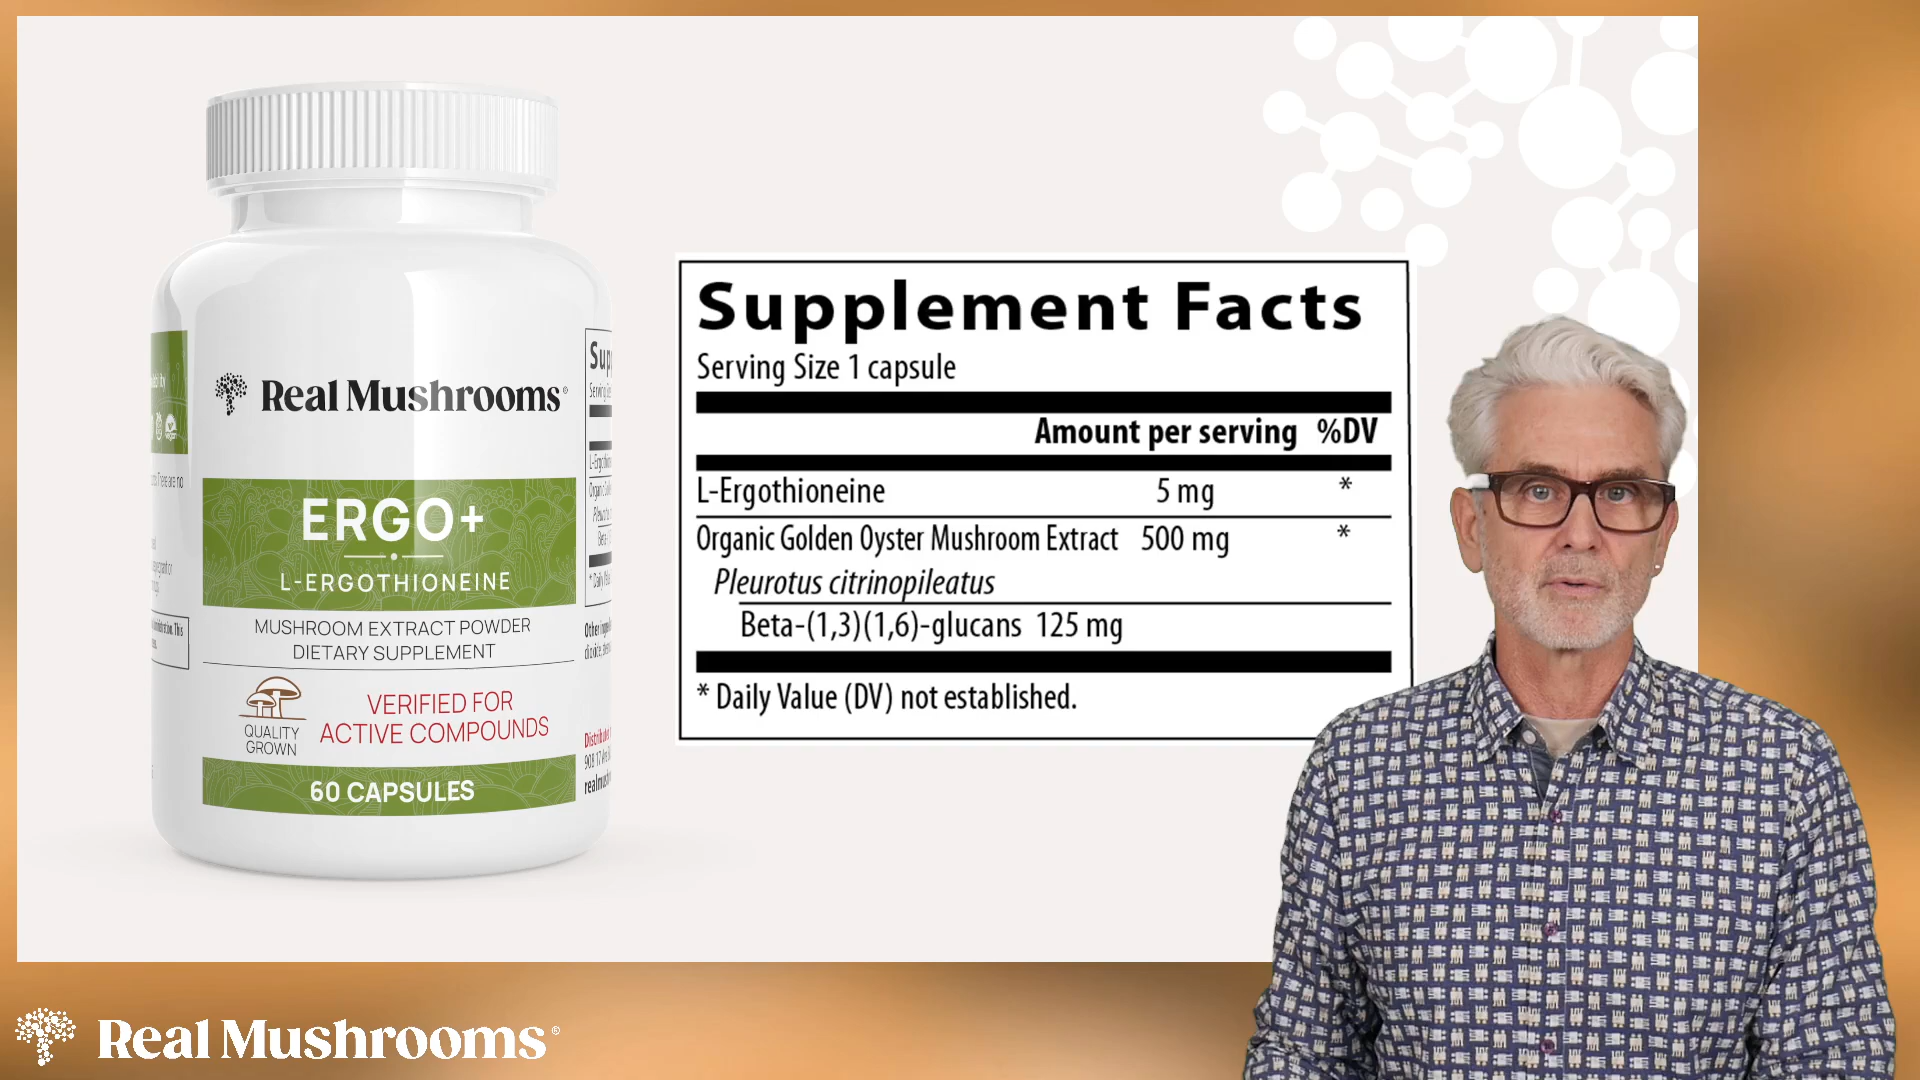 Real Mushrooms®
ERGO+
L-ERGOTHIONEINE
MUSHROOM EXTRACT POWDER
DIETARY SUPPLEMENT
QUALITY
GROWN
VERIFIED FOR
ACTIVE COMPOUNDS
60 CAPSULES
Supplement Facts
Serving Size 1 capsule
Amount per serving %DV
L-Ergothioneine 5 mg *
Organic Golden Oyster Mushroom Extract 500 mg *
Pleurotus citrinopileatus
Beta-(1,3)(1,6)-glucans 125 mg
* Daily Value (DV) not established.
Real Mushrooms®